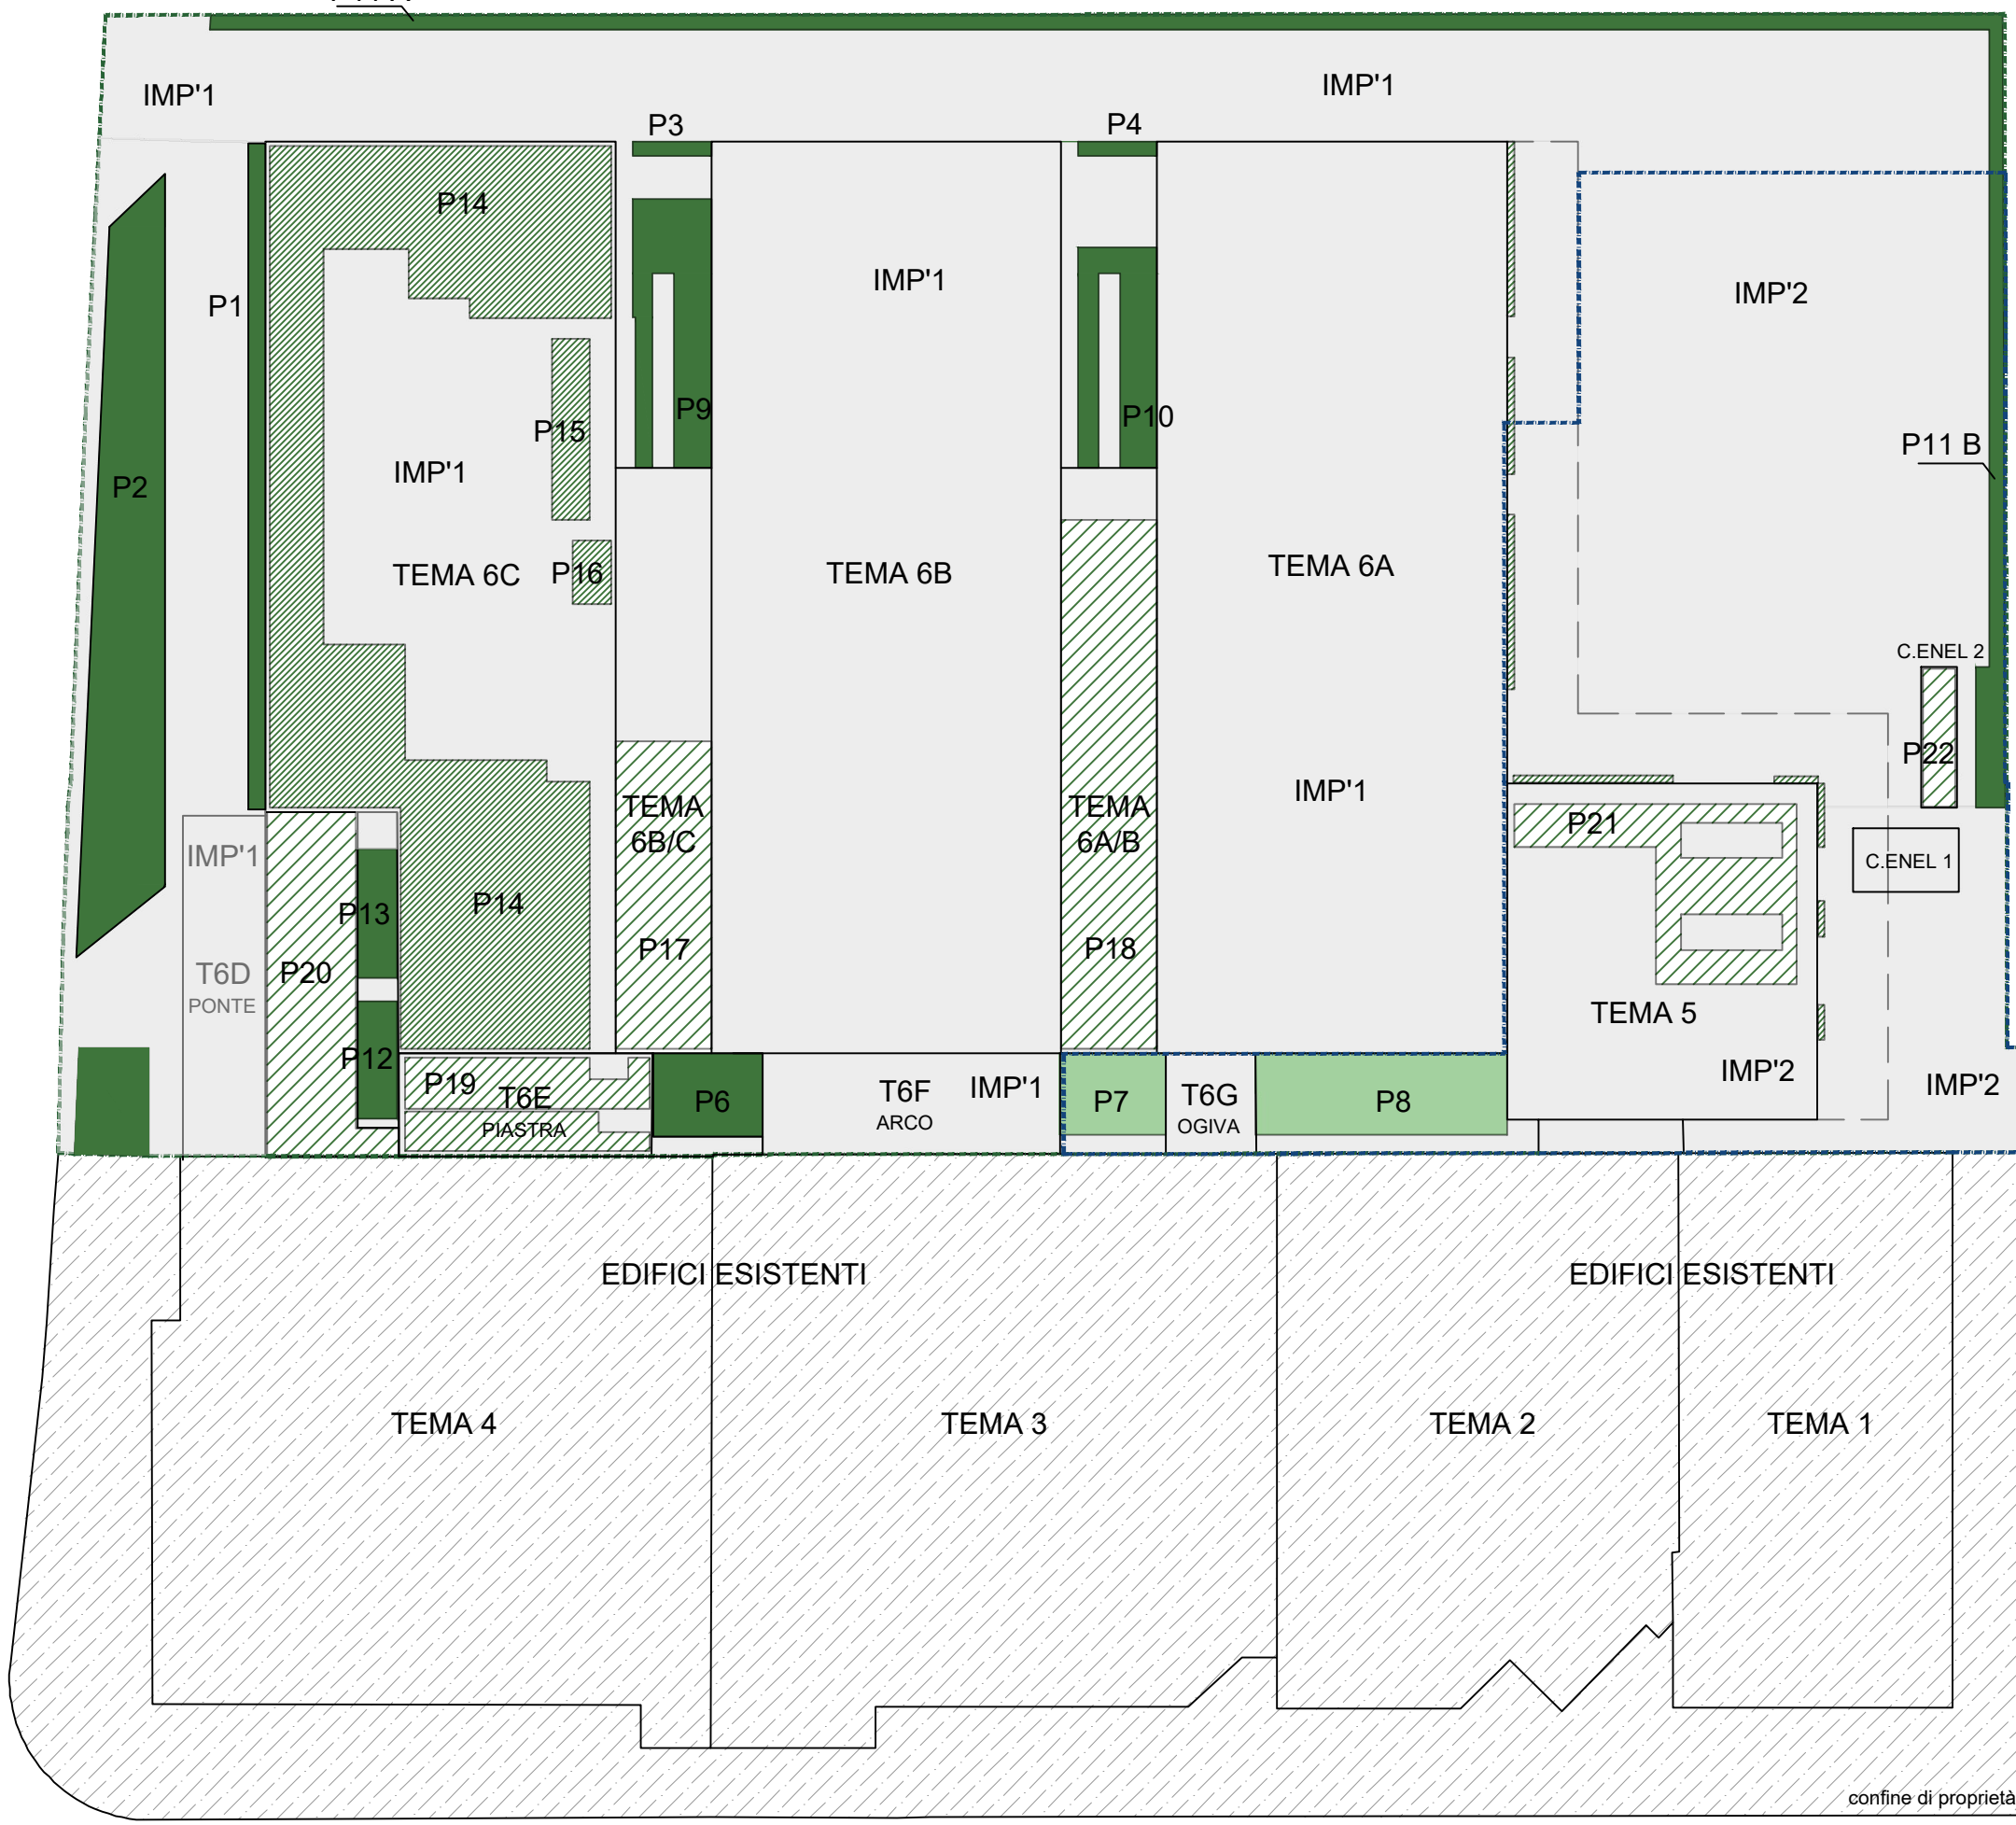 IMP'1
IMP'1
P3
P4
P14
IMP'1
IMP'2
P1
P9
P10
P15
P11 B
IMP'1
P2
TEMA 6C
P16
TEMA 6B
TEMA 6A
C.ENEL 2
P22
IMP'1
TEMA
6B/C
TEMA
6A/B
P21
IMP'1
C.ENEL 1
P13
P14
P17
P18
T6D
PONTE
P20
TEMA 5
P12
IMP'2
P19
T6E
PIASTRA
P6
T6F
ARCO
IMP'1
P7
T6G
OGIVA
P8
IMP'2
EDIFICI ESISTENTI
EDIFICI ESISTENTI
TEMA 4
TEMA 3
TEMA 2
TEMA 1
confine di proprietà